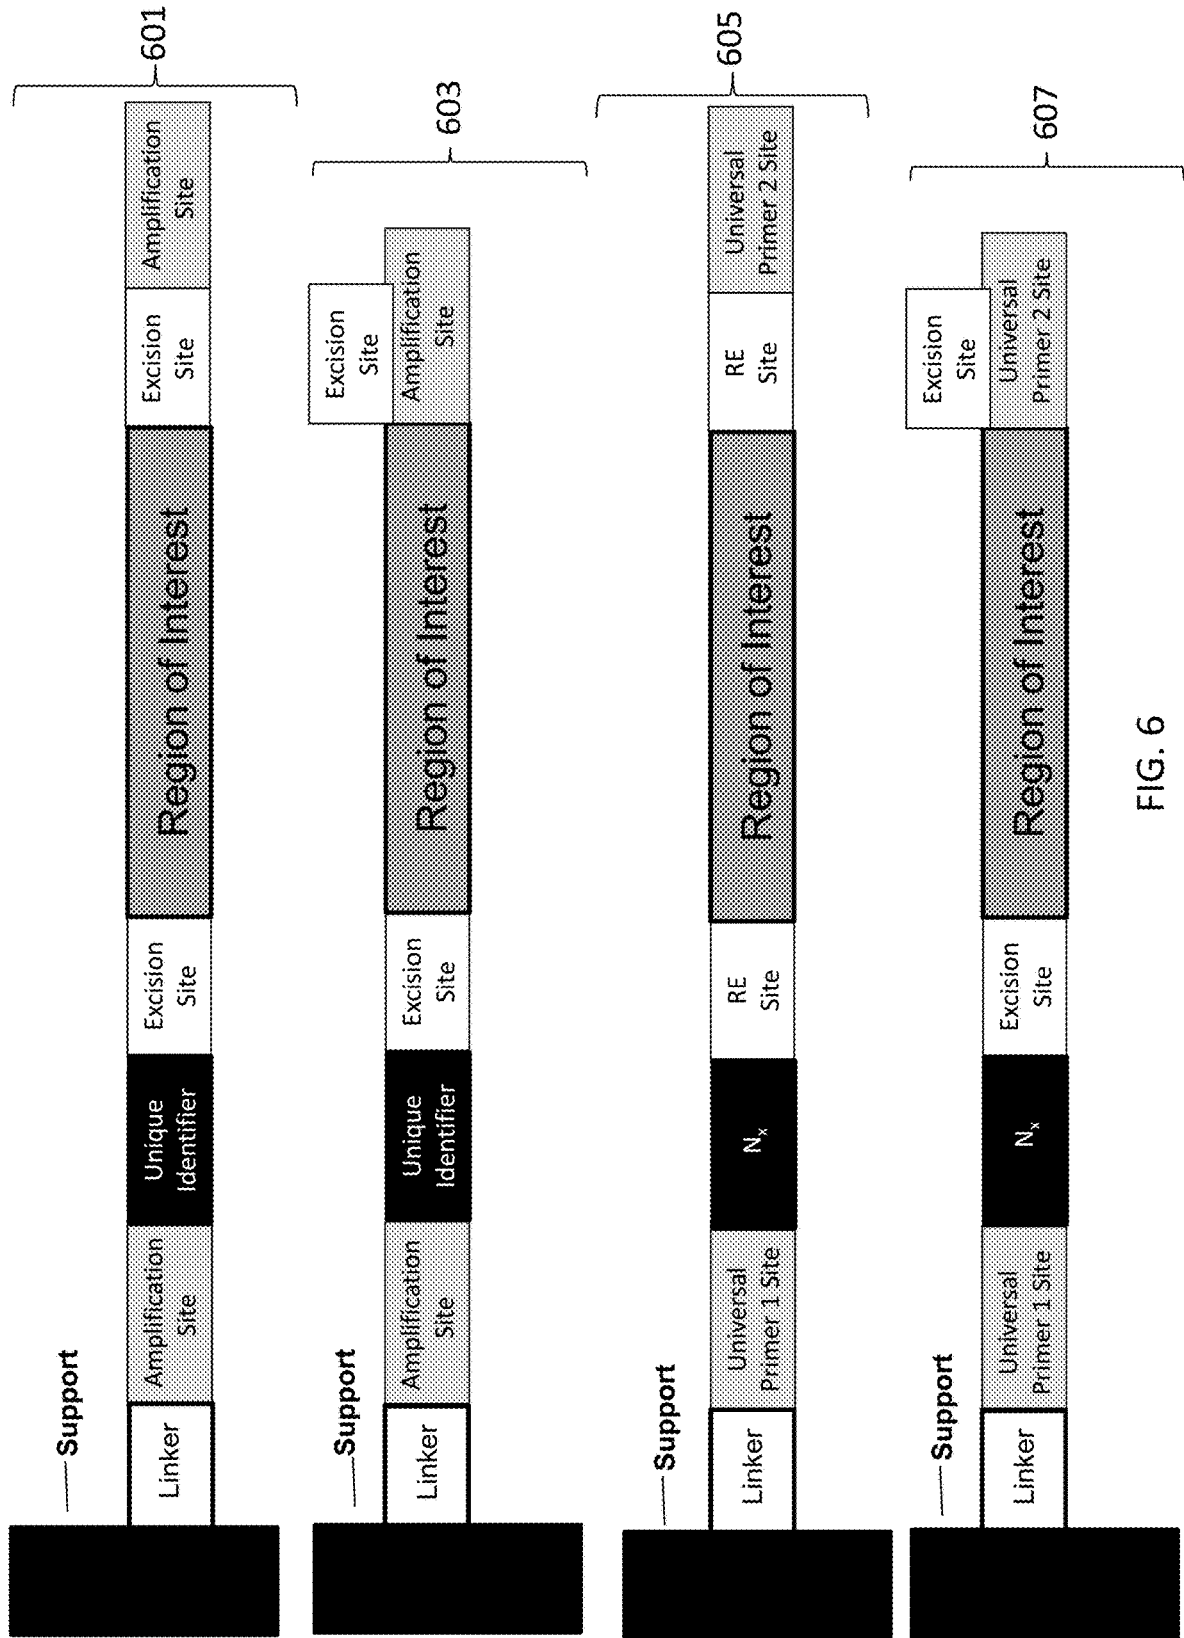 Support
Linker
Amplification
Site
Unique
Identifier
Excision
Site
Region of Interest
Excision
Site
Amplification
Site
601
Support
Linker
Amplification
Site
Unique
Identifier
Excision
Site
Region of Interest
Excision
Site
Amplification
Site
603
Support
Linker
Universal
Primer 1 Site
Nx
RE
Site
Region of Interest
RE
Site
Universal
Primer 2 Site
605
Support
Linker
Universal
Primer 1 Site
Nx
Excision
Site
Region of Interest
Excision
Site
Universal
Primer 2 Site
607
FIG. 6